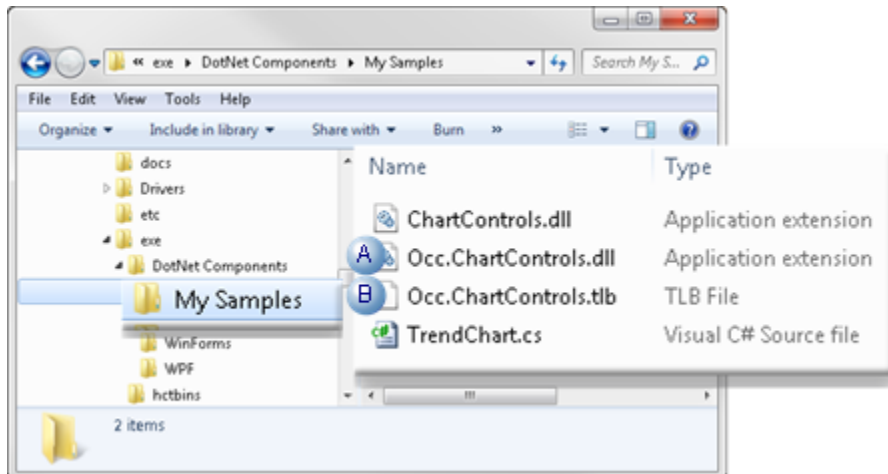 « exe ▸ DotNet Components ▸ My Samples
Search My S...
File Edit View Tools Help
Organize Include in library Share with Burn »
docs
Drivers
etc
exe
DotNet Components
My Samples
WinForms
WPF
hctbins
Name Type
ChartControls.dll Application extension
A Occ.ChartControls.dll Application extension
B Occ.ChartControls.tlb TLB File
TrendChart.cs Visual C# Source file
2 items